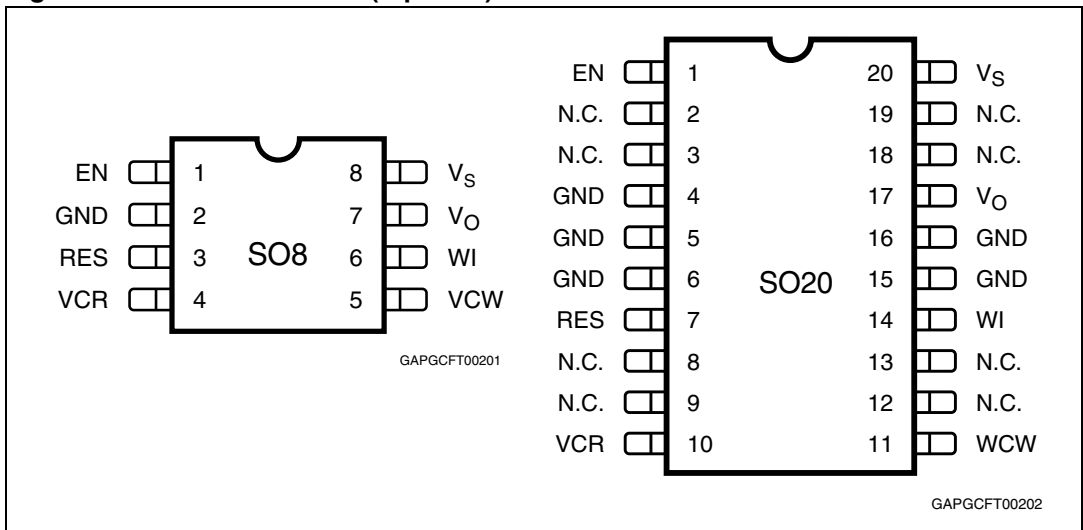 EN 1 8 VS
GND 2 7 VO
RES 3 SO8 6 WI
VCR 4 5 VCW
GAPGCFT00201
EN 1 20 VS
N.C. 2 19 N.C.
N.C. 3 18 N.C.
GND 4 17 VO
GND 5 16 GND
GND 6 SO20 15 GND
RES 7 14 WI
N.C. 8 13 N.C.
N.C. 9 12 N.C.
VCR 10 11 WCW
GAPGCFT00202